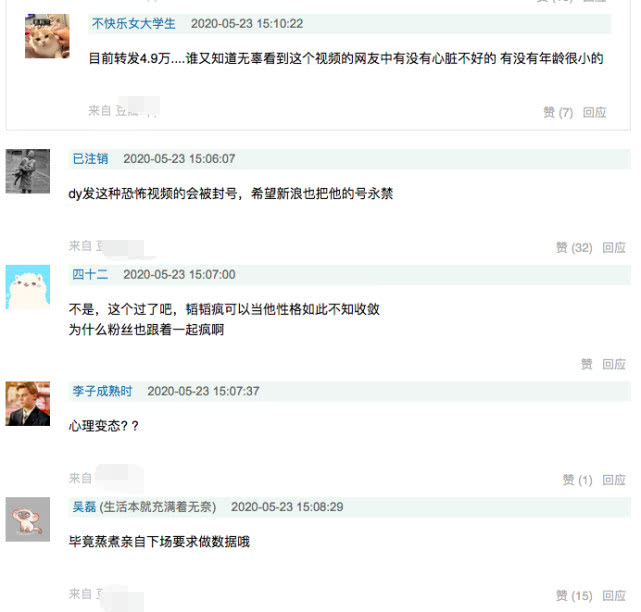 不快乐女大学生 2020-05-23 15:10:22
目前转发4.9万....谁又知道无辜看到这个视频的网友中有没有心脏不好的 有没有年龄很小的
来自
赞 (7) 回应
已注销 2020-05-23 15:06:07
dy发这种恐怖视频的会被封号，希望新浪也把他的号永禁
来自
赞 (32) 回应
四十二 2020-05-23 15:07:00
不是，这个过了吧，韬韬疯可以当他性格如此不知收敛
为什么粉丝也跟着一起疯啊
赞 回应
李子成熟时 2020-05-23 15:07:37
心理变态? ?
来自
赞 (1) 回应
吴磊 (生活本就充满着无奈) 2020-05-23 15:08:29
毕竟蒸煮亲自下场要求做数据哦
来自
赞 (15) 回应